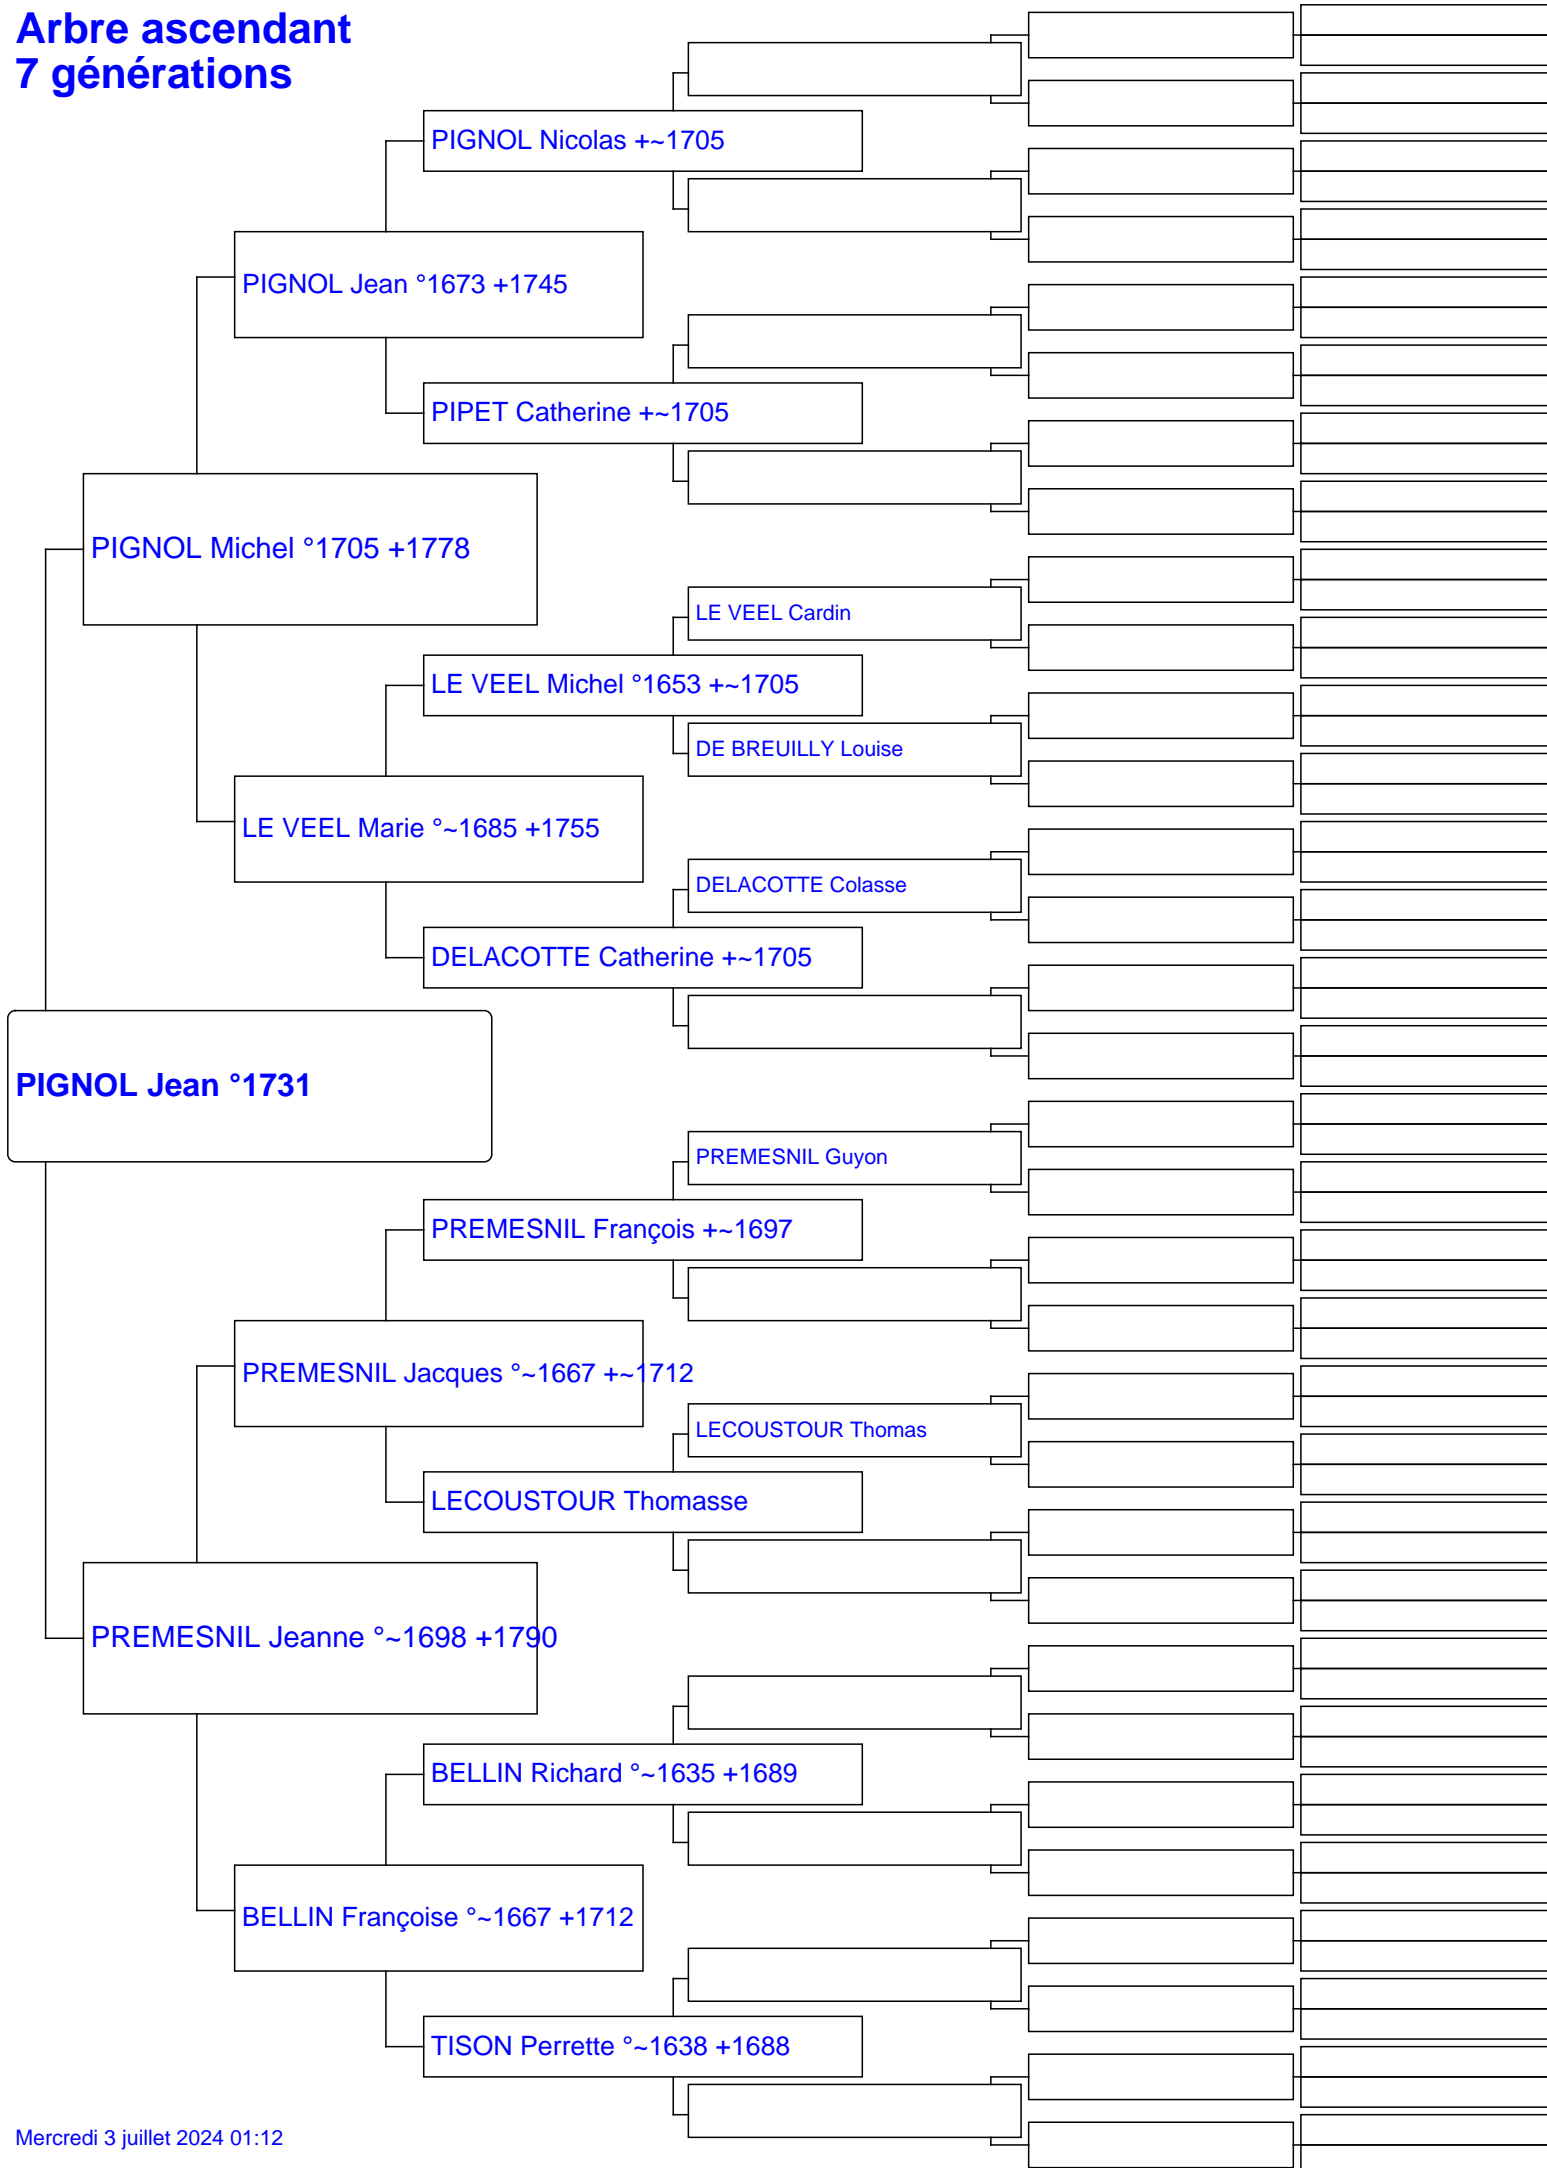 Arbre ascendant
7 générations
PIGNOL Nicolas +~1705
PIGNOL Jean °1673 +1745
PIPET Catherine +~1705
PIGNOL Michel °1705 +1778
LE VEEL Cardin
LE VEEL Michel °1653 +~1705
DE BREUILLY Louise
LE VEEL Marie °~1685 +1755
DELACOTTE Colasse
DELACOTTE Catherine +~1705
PIGNOL Jean °1731
PREMESNIL Guyon
PREMESNIL François +~1697
PREMESNIL Jacques °~1667 +~1712
LECOUSTOUR Thomas
LECOUSTOUR Thomasse
PREMESNIL Jeanne °~1698 +1790
BELLIN Richard °~1635 +1689
BELLIN Françoise °~1667 +1712
TISON Perrette °~1638 +1688
Mercredi 3 juillet 2024 01:12